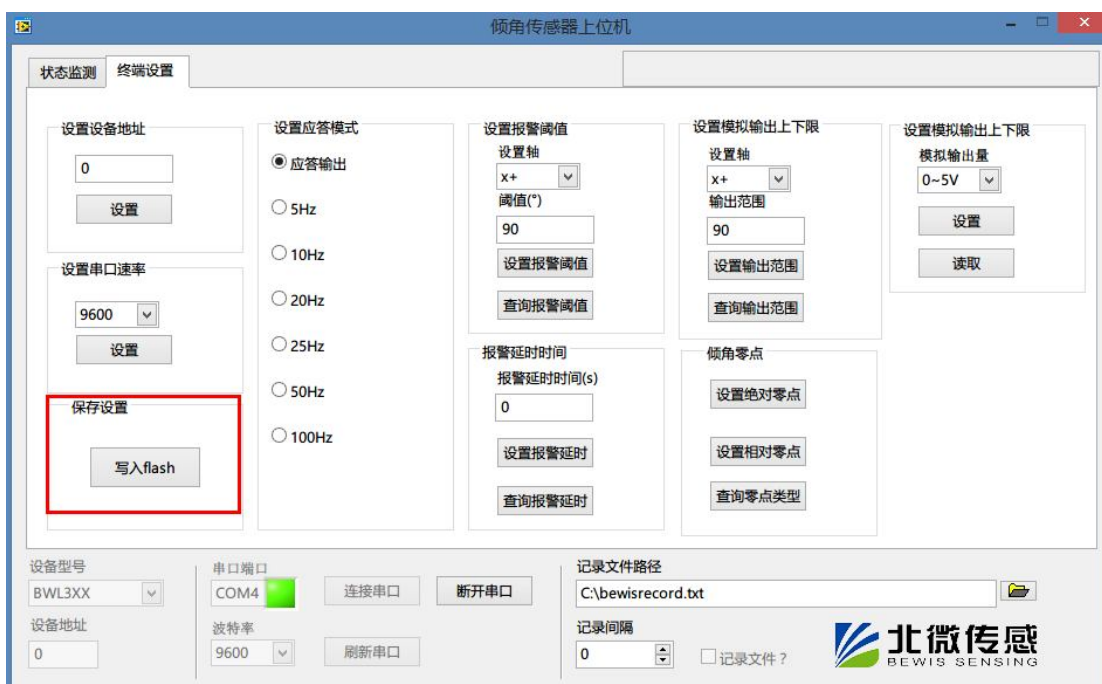 倾角传感器上位机
状态监测
终端设置
设置设备地址
0
设置
设置串口速率
9600
设置
保存设置
写入flash
设置应答模式
应答输出
5Hz
10Hz
20Hz
25Hz
50Hz
100Hz
设置报警阈值
设置轴
x+
阈值(°)
90
设置报警阈值
查询报警阈值
报警延时时间
报警延时时间(s)
0
设置报警延时
查询报警延时
设置模拟输出上下限
设置轴
x+
输出范围
90
设置输出范围
查询输出范围
倾角零点
设置绝对零点
设置相对零点
查询零点类型
设置模拟输出上下限
模拟输出量
0~5V
设置
读取
设备型号
BWL3XX
设备地址
0
串口端口
COM4
连接串口
断开串口
波特率
9600
刷新串口
记录文件路径
C:\bewisrecord.txt
记录间隔
0
记录文件？
北微传感
BEWIS SENSING